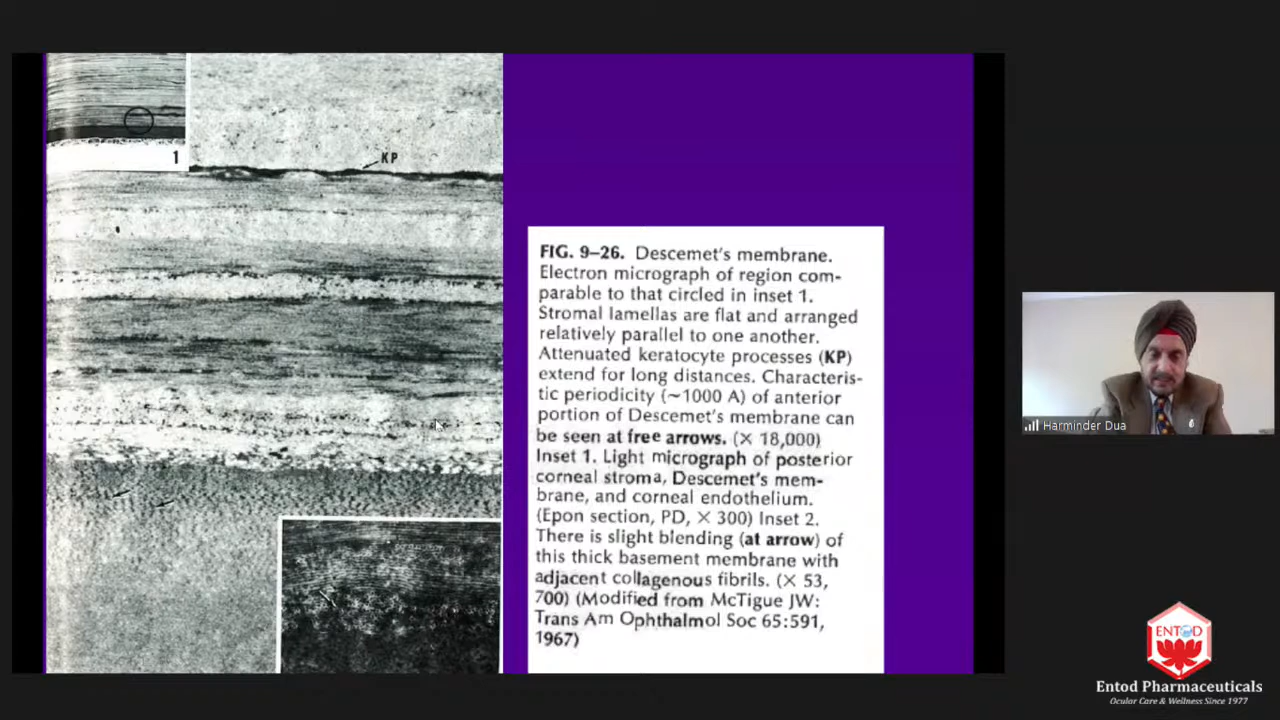 1
KP
FIG. 9–26. Descemet's membrane.
Electron micrograph of region com-
parable to that circled in inset 1.
Stromal lamellas are flat and arranged
relatively parallel to one another.
Attenuated keratocyte processes (KP)
extend for long distances. Characteris-
tic periodicity (~1000 A) of anterior
portion of Descemet's membrane can
be seen at free arrows. (× 18,000)
Inset 1. Light micrograph of posterior
corneal stroma, Descemet's mem-
brane, and corneal endothelium.
(Epon section, PD, × 300) Inset 2.
There is slight blending (at arrow) of
this thick basement membrane with
adjacent collagenous fibrils. (× 53,
700) (Modified from McTigue JW:
Trans Am Ophthalmol Soc 65:591,
1967)
Harminder Dua
ENTOD
Entod Pharmaceuticals
Ocular Care & Wellness Since 1977